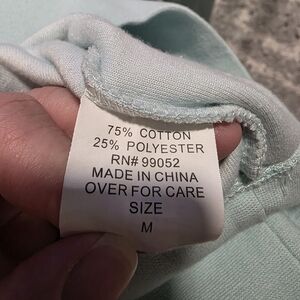 75% COTTON
25% POLYESTER
RN# 99052
MADE IN CHINA
OVER FOR CARE
SIZE
M